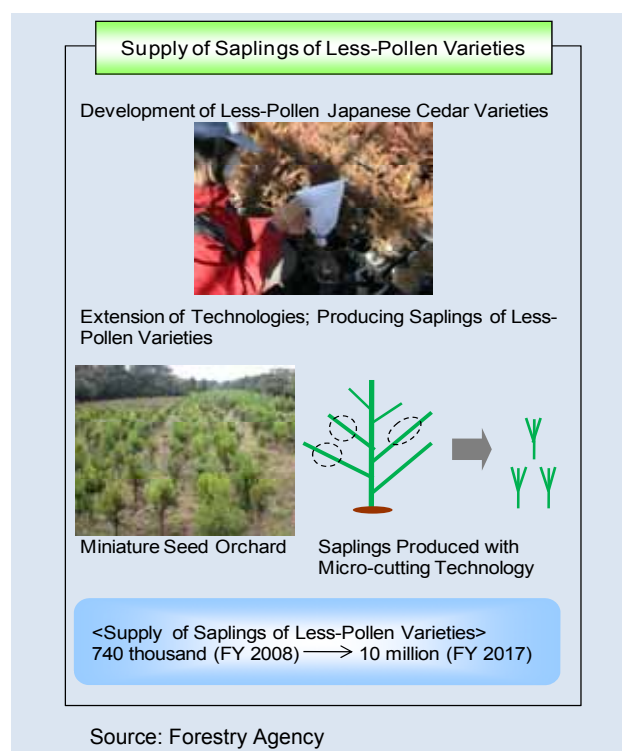 Supply of Saplings of Less-Pollen Varieties
Development of Less-Pollen Japanese Cedar Varieties
Extension of Technologies; Producing Saplings of Less-
Pollen Varieties
Miniature Seed Orchard
Saplings Produced with
Micro-cutting Technology
<Supply of Saplings of Less-Pollen Varieties>
740 thousand (FY 2008) → 10 million (FY 2017)
Source: Forestry Agency